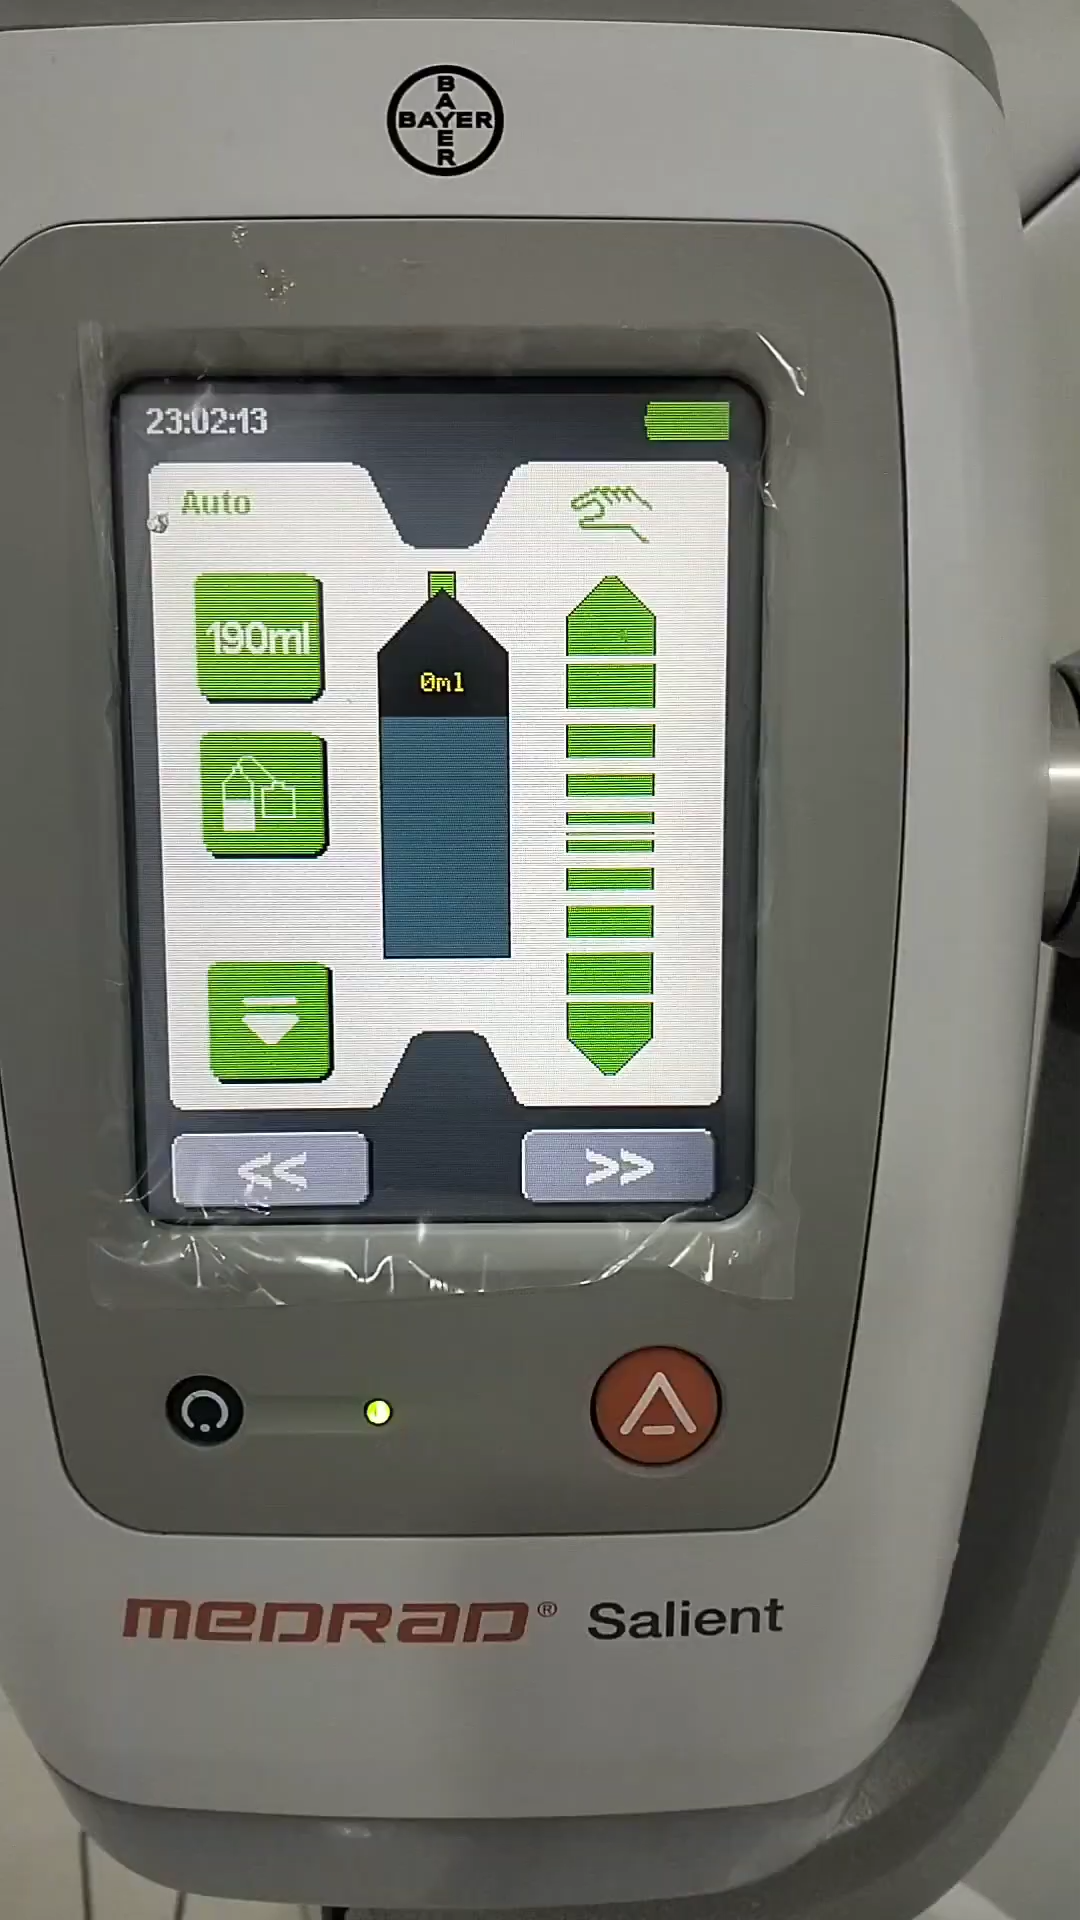 BAYER
BAYER
23:02:13
Auto
190ml
0ml
<<
>>
MEDRAD® Salient